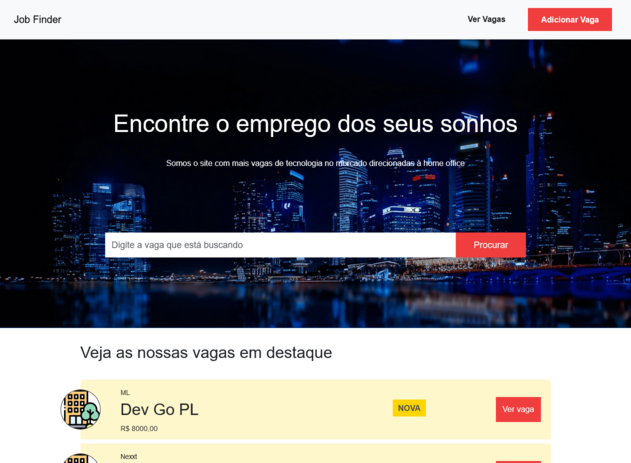 Job Finder
Ver Vagas
Adicionar Vaga
Encontre o emprego dos seus sonhos
Somos o site com mais vagas de tecnologia no mercado direcionadas à home office
Digite a vaga que está buscando
Procurar
Veja as nossas vagas em destaque
ML
Dev Go PL
R$ 8000,00
NOVA
Ver vaga
Nexxt